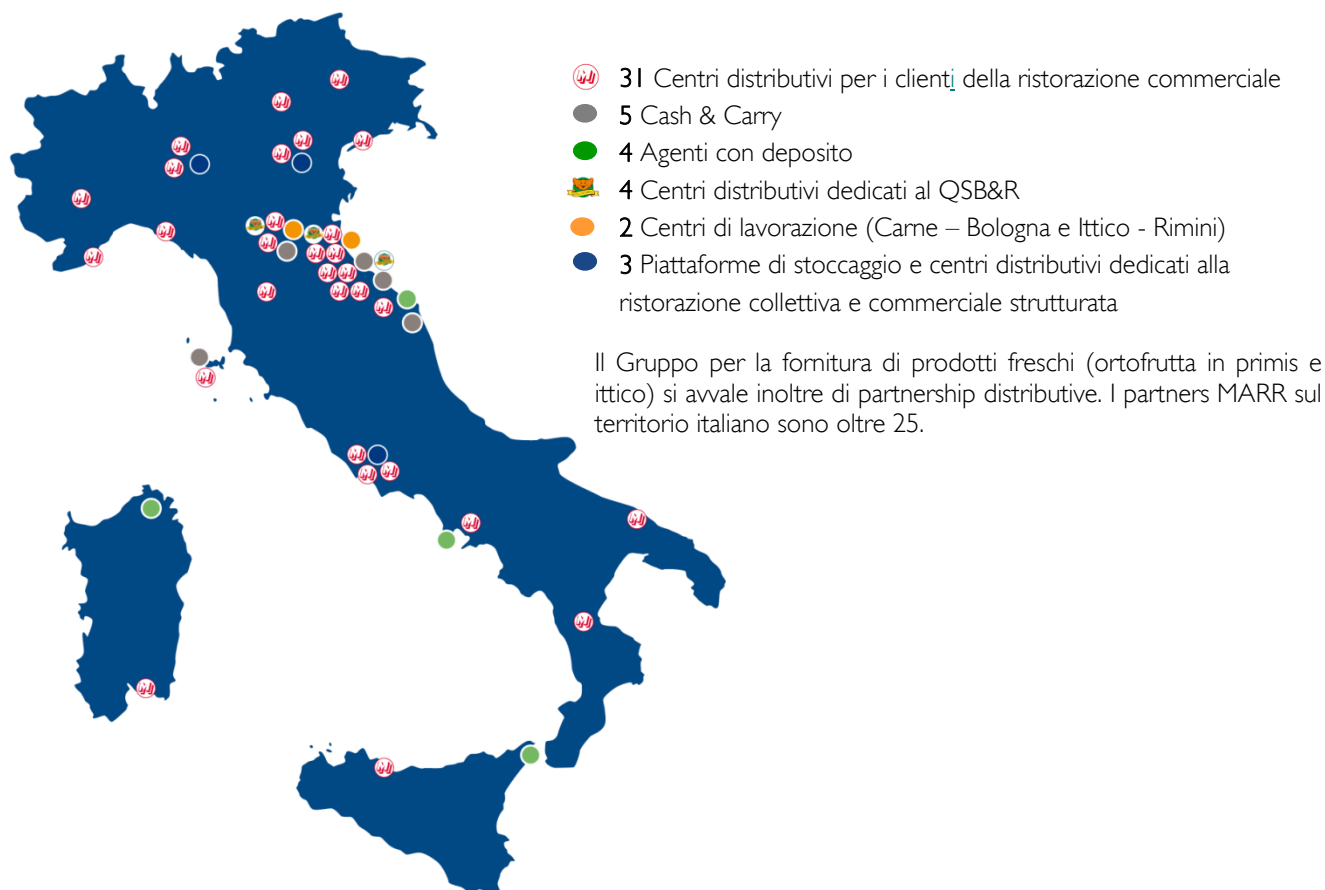 31 Centri distributivi per i clienti della ristorazione commerciale
5 Cash & Carry
4 Agenti con deposito
4 Centri distributivi dedicati al QSB&R
2 Centri di lavorazione (Carne – Bologna e Ittico - Rimini)
3 Piattaforme di stoccaggio e centri distributivi dedicati alla
ristorazione collettiva e commerciale strutturata
Il Gruppo per la fornitura di prodotti freschi (ortofrutta in primis e
ittico) si avvale inoltre di partnership distributive. I partners MARR sul
territorio italiano sono oltre 25.